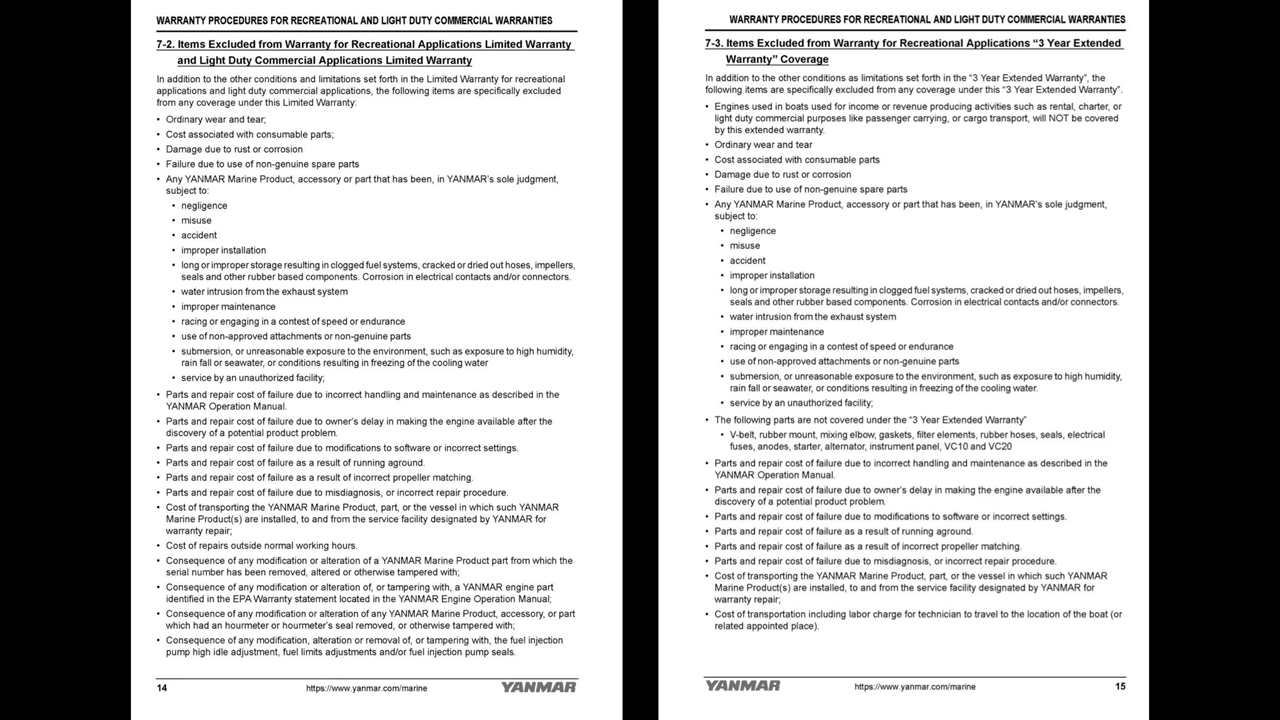 WARRANTY PROCEDURES FOR RECREATIONAL AND LIGHT DUTY COMMERCIAL WARRANTIES
7-2. Items Excluded from Warranty for Recreational Applications Limited Warranty
and Light Duty Commercial Applications Limited Warranty
In addition to the other conditions and limitations set forth in the Limited Warranty for recreational
applications and light duty commercial applications, the following items are specifically excluded
from any coverage under this Limited Warranty:
• Ordinary wear and tear;
• Cost associated with consumable parts;
• Damage due to rust or corrosion
• Failure due to use of non-genuine spare parts
• Any YANMAR Marine Product, accessory or part that has been, in YANMAR's sole judgment,
subject to:
• negligence
• misuse
• accident
• improper installation
• long or improper storage resulting in clogged fuel systems, cracked or dried out hoses, impellers,
seals and other rubber based components. Corrosion in electrical contacts and/or connectors.
• water intrusion from the exhaust system
• improper maintenance
• racing or engaging in a contest of speed or endurance
• use of non-approved attachments or non-genuine parts
• submersion, or unreasonable exposure to the environment, such as exposure to high humidity,
rain fall or seawater, or conditions resulting in freezing of the cooling water
• service by an unauthorized facility;
• Parts and repair cost of failure due to incorrect handling and maintenance as described in the
YANMAR Operation Manual.
• Parts and repair cost of failure due to owner's delay in making the engine available after the
discovery of a potential product problem.
• Parts and repair cost of failure due to modifications to software or incorrect settings.
• Parts and repair cost of failure as a result of running aground.
• Parts and repair cost of failure as a result of incorrect propeller matching.
• Parts and repair cost of failure due to misdiagnosis, or incorrect repair procedure.
• Cost of transporting the YANMAR Marine Product, part, or the vessel in which such YANMAR
Marine Product(s) are installed, to and from the service facility designated by YANMAR for
warranty repair;
• Cost of repairs outside normal working hours.
• Consequence of any modification or alteration of a YANMAR Marine Product part from which the
serial number has been removed, altered or otherwise tampered with;
• Consequence of any modification or alteration of, or tampering with, a YANMAR engine part
identified in the EPA Warranty statement located in the YANMAR Engine Operation Manual;
• Consequence of any modification or alteration of any YANMAR Marine Product, accessory, or part
which had an hourmeter or hourmeter's seal removed, or otherwise tampered with;
• Consequence of any modification, alteration or removal of, or tampering with, the fuel injection
pump high idle adjustment, fuel limits adjustments and/or fuel injection pump seals.
14 https://www.yanmar.com/marine YANMAR
WARRANTY PROCEDURES FOR RECREATIONAL AND LIGHT DUTY COMMERCIAL WARRANTIES
7-3. Items Excluded from Warranty for Recreational Applications “3 Year Extended
Warranty” Coverage
In addition to the other conditions as limitations set forth in the “3 Year Extended Warranty”, the
following items are specifically excluded from any coverage under this “3 Year Extended Warranty”.
• Engines used in boats used for income or revenue producing activities such as rental, charter, or
light duty commercial purposes like passenger carrying, or cargo transport, will NOT be covered
by this extended warranty.
• Ordinary wear and tear
• Cost associated with consumable parts
• Damage due to rust or corrosion
• Failure due to use of non-genuine spare parts
• Any YANMAR Marine Product, accessory or part that has been, in YANMAR's sole judgment,
subject to:
• negligence
• misuse
• accident
• improper installation
• long or improper storage resulting in clogged fuel systems, cracked or dried out hoses, impellers,
seals and other rubber based components. Corrosion in electrical contacts and/or connectors.
• water intrusion from the exhaust system
• improper maintenance
• racing or engaging in a contest of speed or endurance
• use of non-approved attachments or non-genuine parts
• submersion, or unreasonable exposure to the environment, such as exposure to high humidity,
rain fall or seawater, or conditions resulting in freezing of the cooling water.
• service by an unauthorized facility;
• The following parts are not covered under the “3 Year Extended Warranty”
• V-belt, rubber mount, mixing elbow, gaskets, filter elements, rubber hoses, seals, electrical
fuses, anodes, starter, alternator, instrument panel, VC10 and VC20
• Parts and repair cost of failure due to incorrect handling and maintenance as described in the
YANMAR Operation Manual.
• Parts and repair cost of failure due to owner's delay in making the engine available after the
discovery of a potential product problem.
• Parts and repair cost of failure due to modifications to software or incorrect settings.
• Parts and repair cost of failure as a result of running aground.
• Parts and repair cost of failure as a result of incorrect propeller matching.
• Parts and repair cost of failure due to misdiagnosis, or incorrect repair procedure.
• Cost of transporting the YANMAR Marine Product, part, or the vessel in which such YANMAR
Marine Product(s) are installed, to and from the service facility designated by YANMAR for
warranty repair;
• Cost of transportation including labor charge for technician to travel to the location of the boat (or
related appointed place).
YANMAR https://www.yanmar.com/marine 15